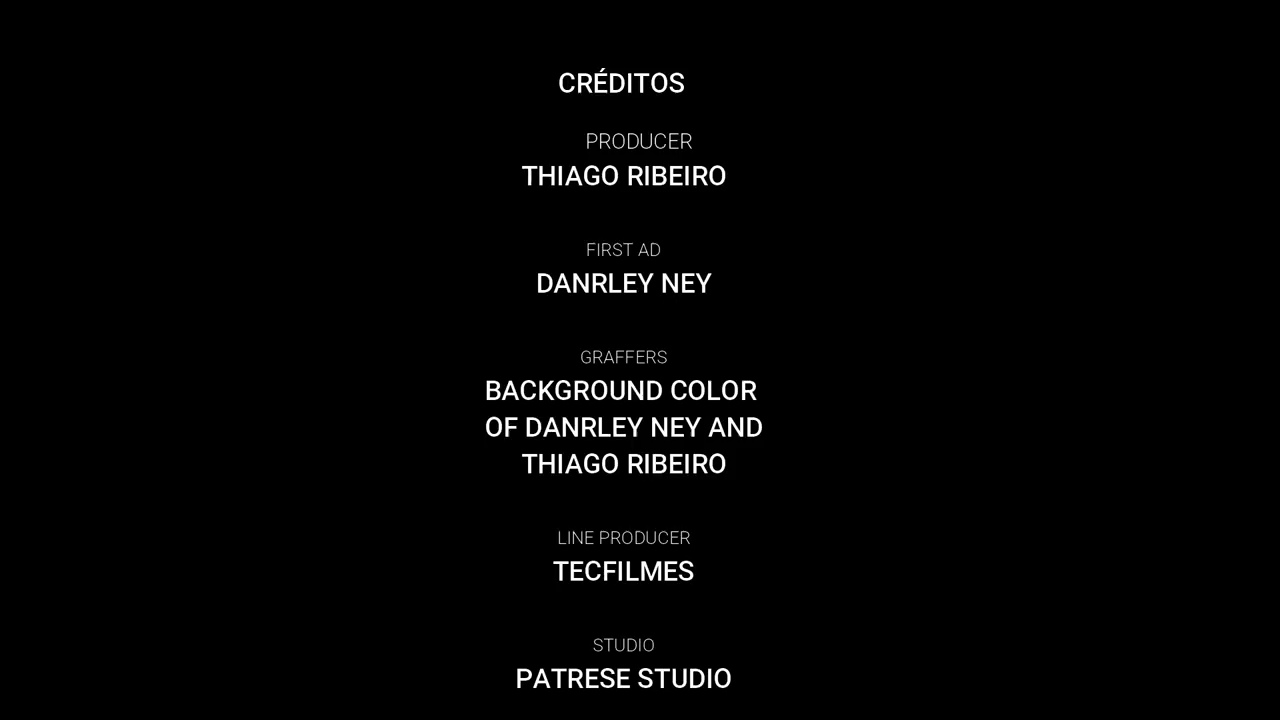 CRÉDITOS
PRODUCER
THIAGO RIBEIRO
FIRST AD
DANRLEY NEY
GRAFFERS
BACKGROUND COLOR
OF DANRLEY NEY AND
THIAGO RIBEIRO
LINE PRODUCER
TECFILMES
STUDIO
PATRESE STUDIO